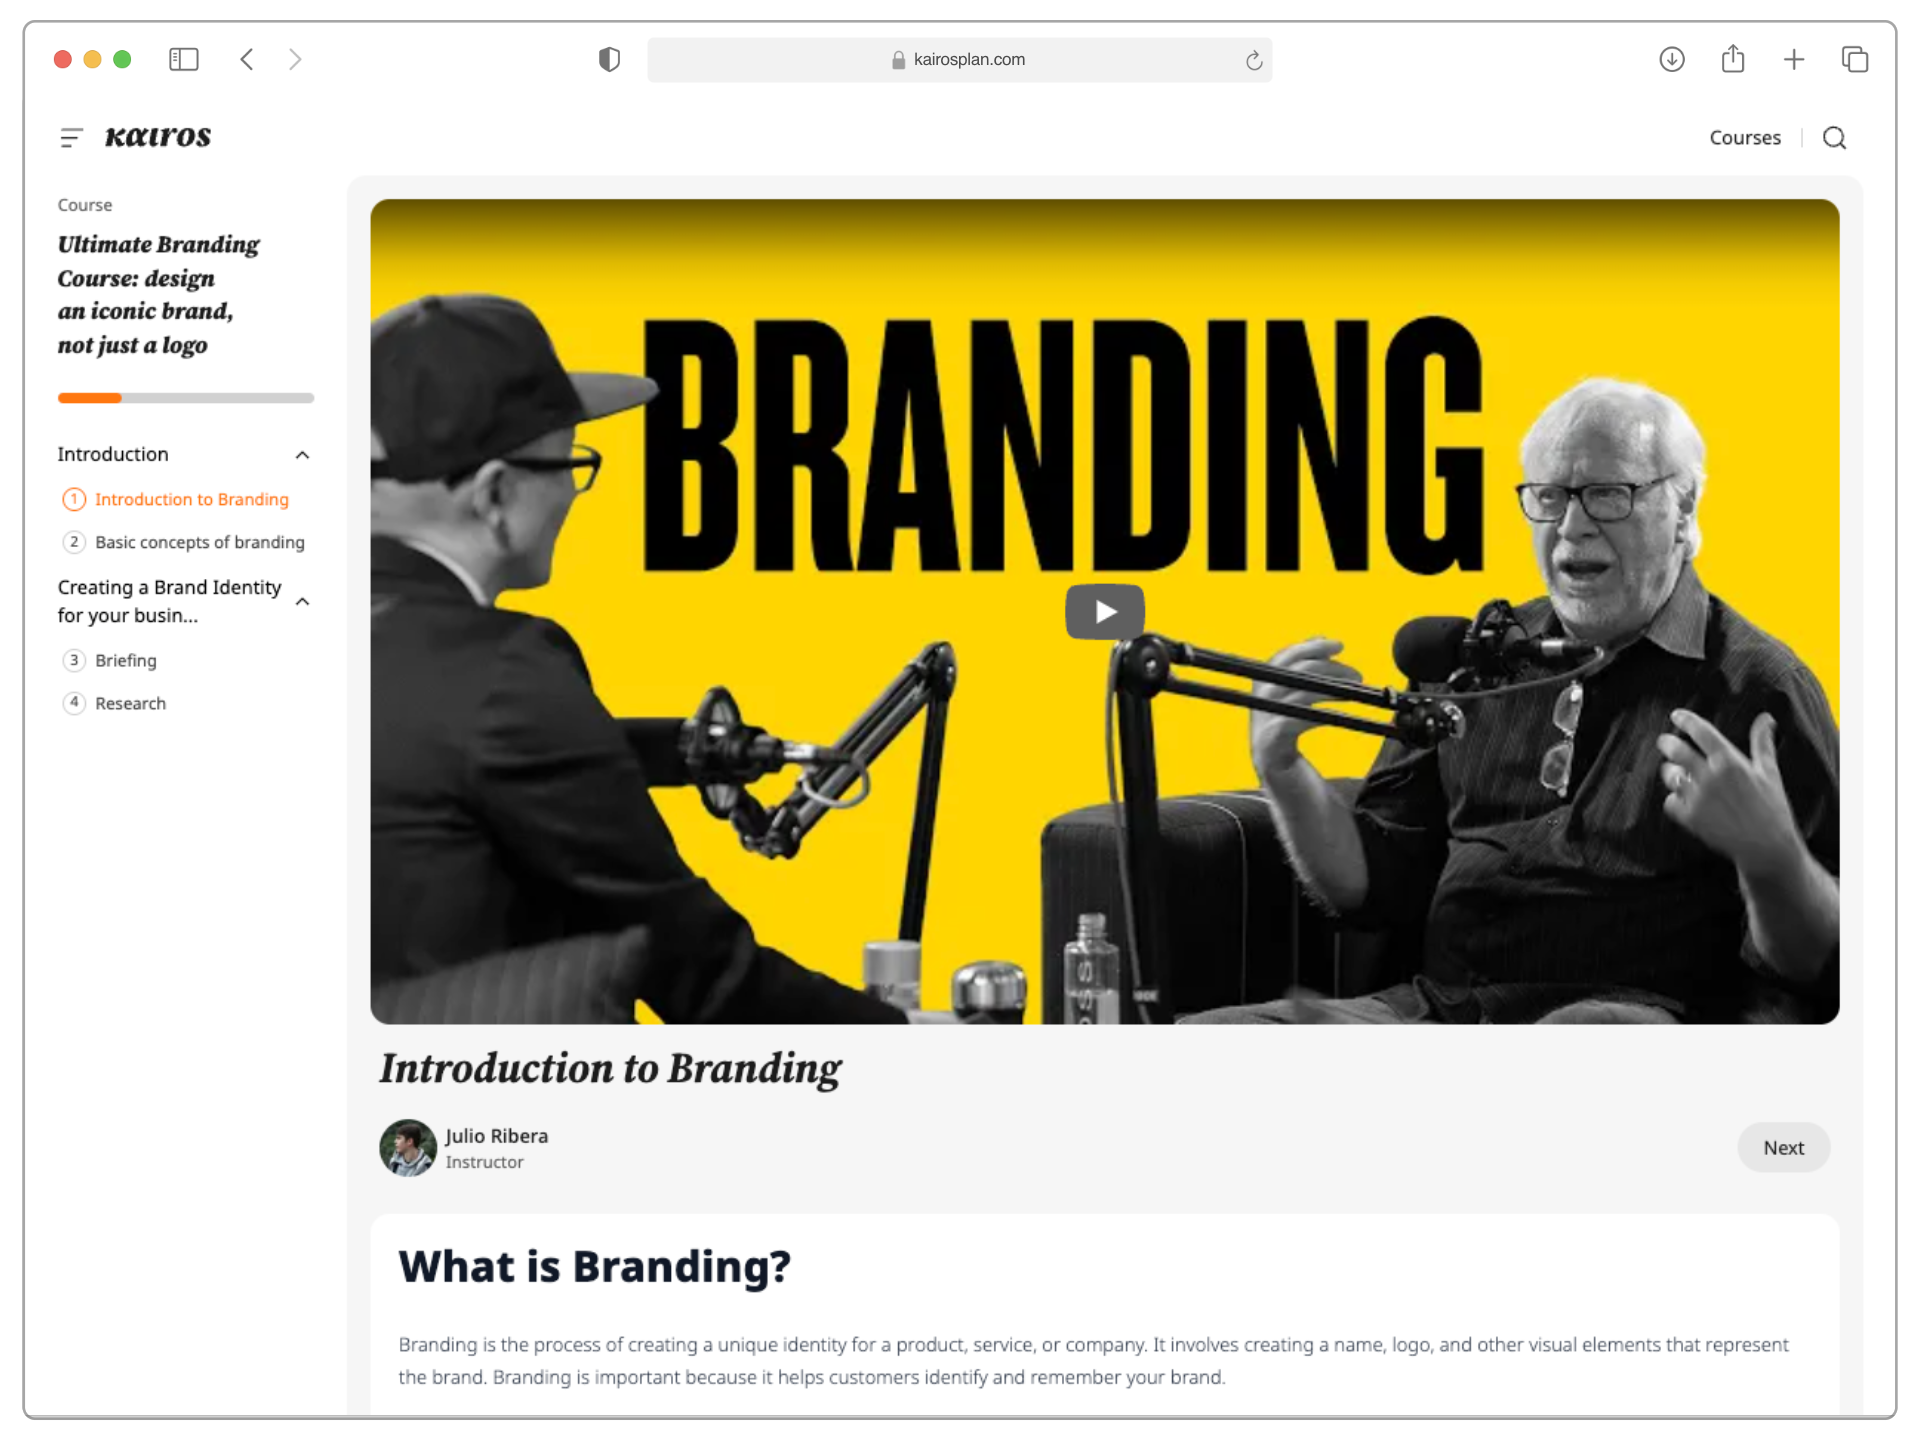 kairosplan.com
καιros
Courses
Course
Ultimate Branding
Course: design
an iconic brand,
not just a logo
Introduction
1 Introduction to Branding
2 Basic concepts of branding
Creating a Brand Identity
for your busin...
3 Briefing
4 Research
BRANDING
Introduction to Branding
Julio Ribera
Instructor
Next
What is Branding?
Branding is the process of creating a unique identity for a product, service, or company. It involves creating a name, logo, and other visual elements that represent
the brand. Branding is important because it helps customers identify and remember your brand.